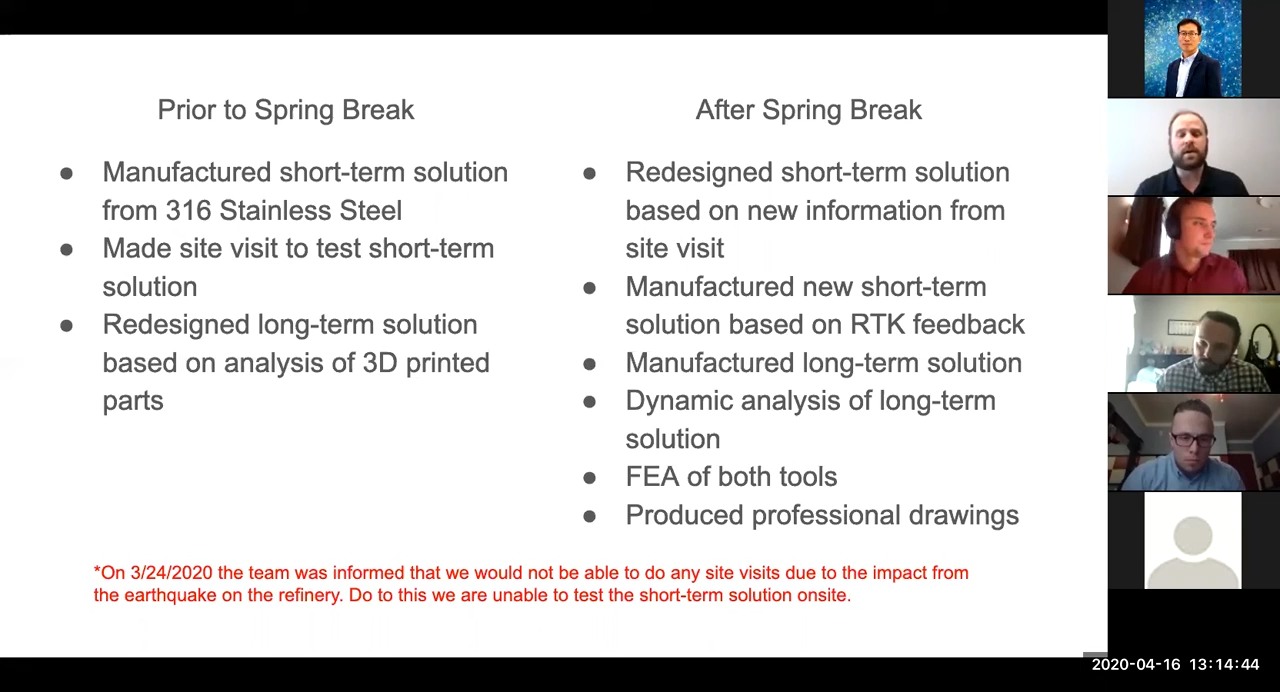 Prior to Spring Break
● Manufactured short-term solution
from 316 Stainless Steel
● Made site visit to test short-term
solution
● Redesigned long-term solution
based on analysis of 3D printed
parts
After Spring Break
● Redesigned short-term solution
based on new information from
site visit
● Manufactured new short-term
solution based on RTK feedback
● Manufactured long-term solution
● Dynamic analysis of long-term
solution
● FEA of both tools
● Produced professional drawings
*On 3/24/2020 the team was informed that we would not be able to do any site visits due to the impact from
the earthquake on the refinery. Do to this we are unable to test the short-term solution onsite.
2020-04-16 13:14:44